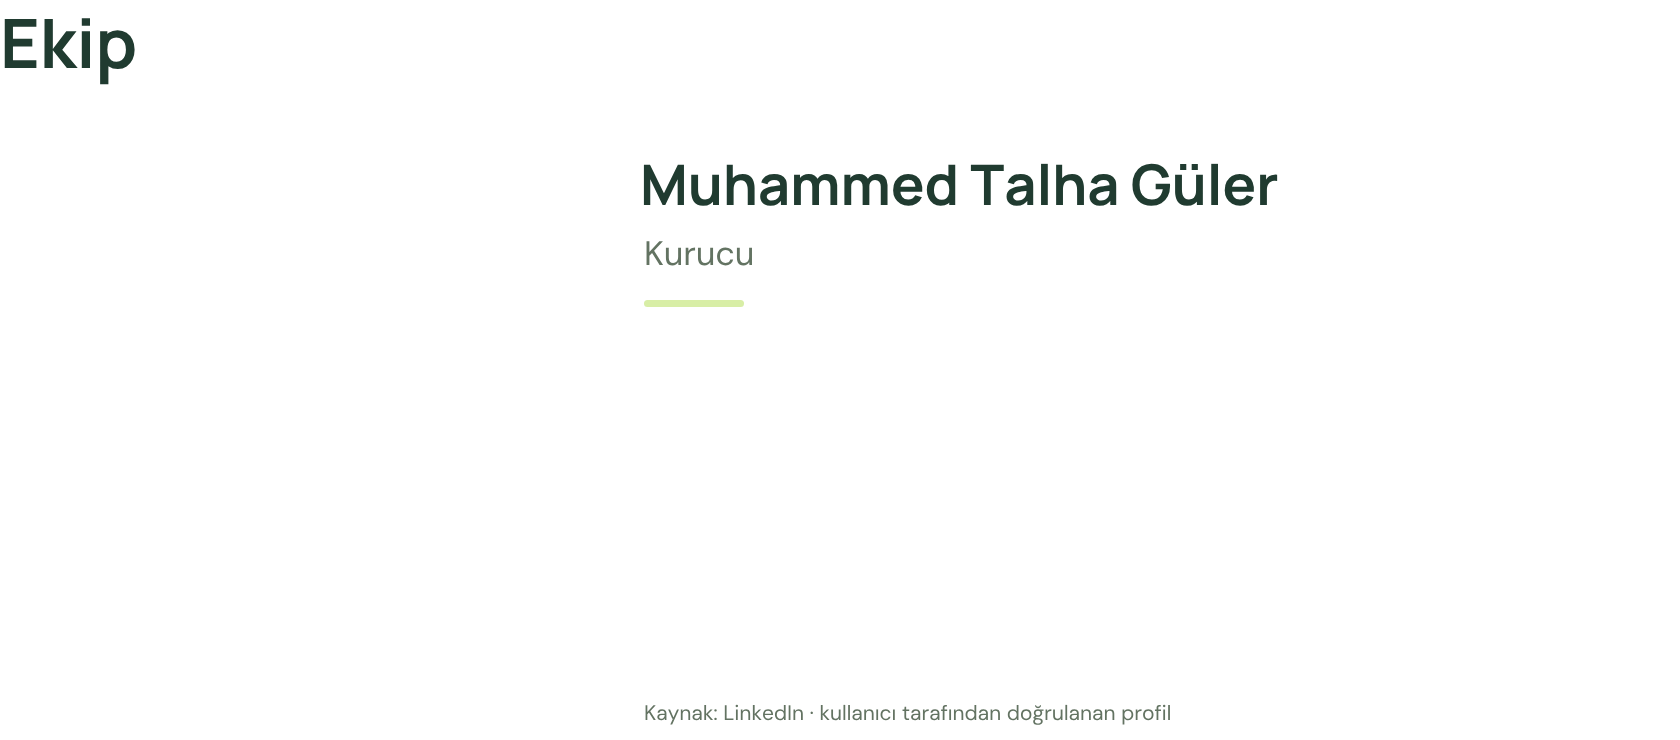 Ekip
Muhammed Talha Güler
Kurucu
Kaynak: LinkedIn · kullanıcı tarafından doğrulanan profil